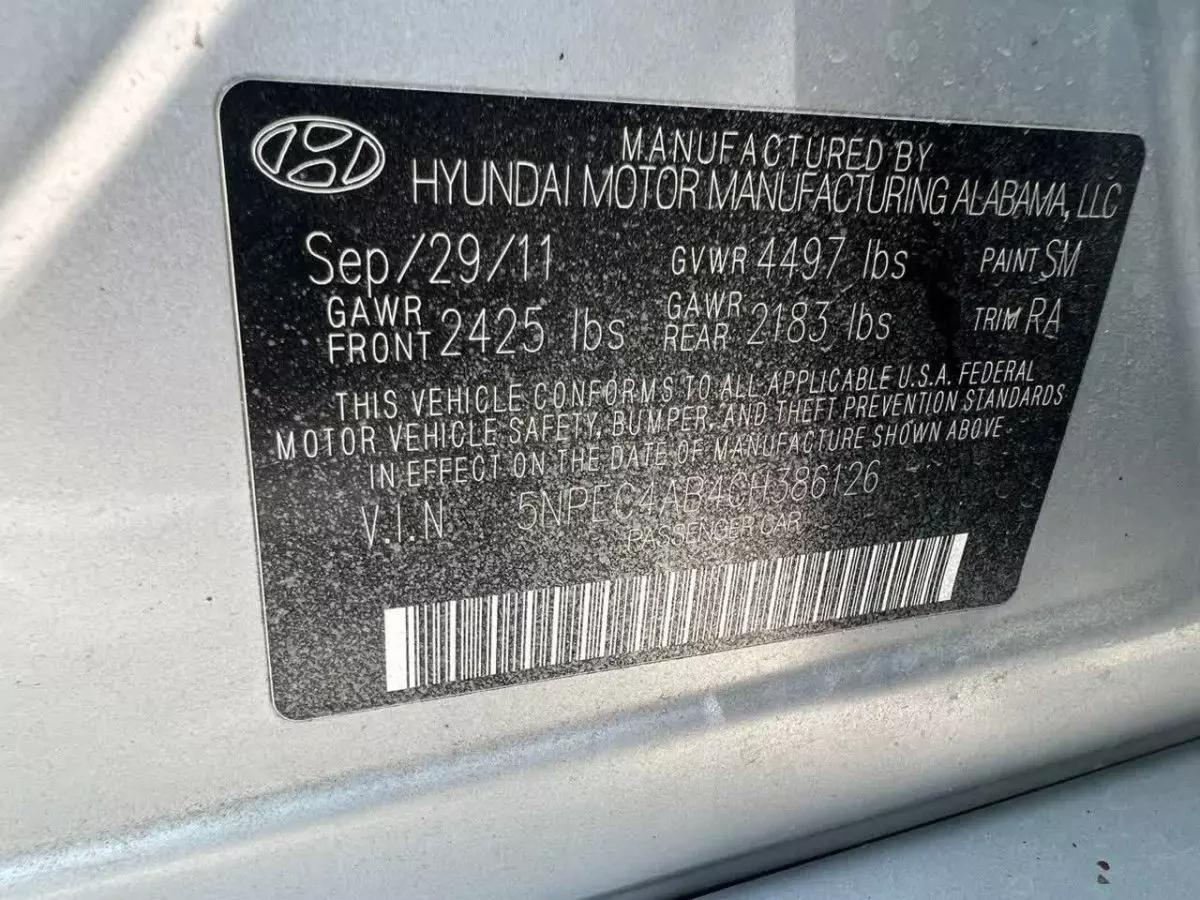 MANUFACTURED BY
HYUNDAI MOTOR MANUFACTURING ALABAMA, LLC
Sep/29/11 GVWR 4497 lbs PAINT SM
GAWR FRONT 2425 lbs GAWR REAR 2183 lbs TRIM RA
THIS VEHICLE CONFORMS TO ALL APPLICABLE U.S.A. FEDERAL
MOTOR VEHICLE SAFETY, BUMPER, AND THEFT PREVENTION STANDARDS
IN EFFECT ON THE DATE OF MANUFACTURE SHOWN ABOVE
V.I.N 5NPEC4AB4CH386126
PASSENGER CAR